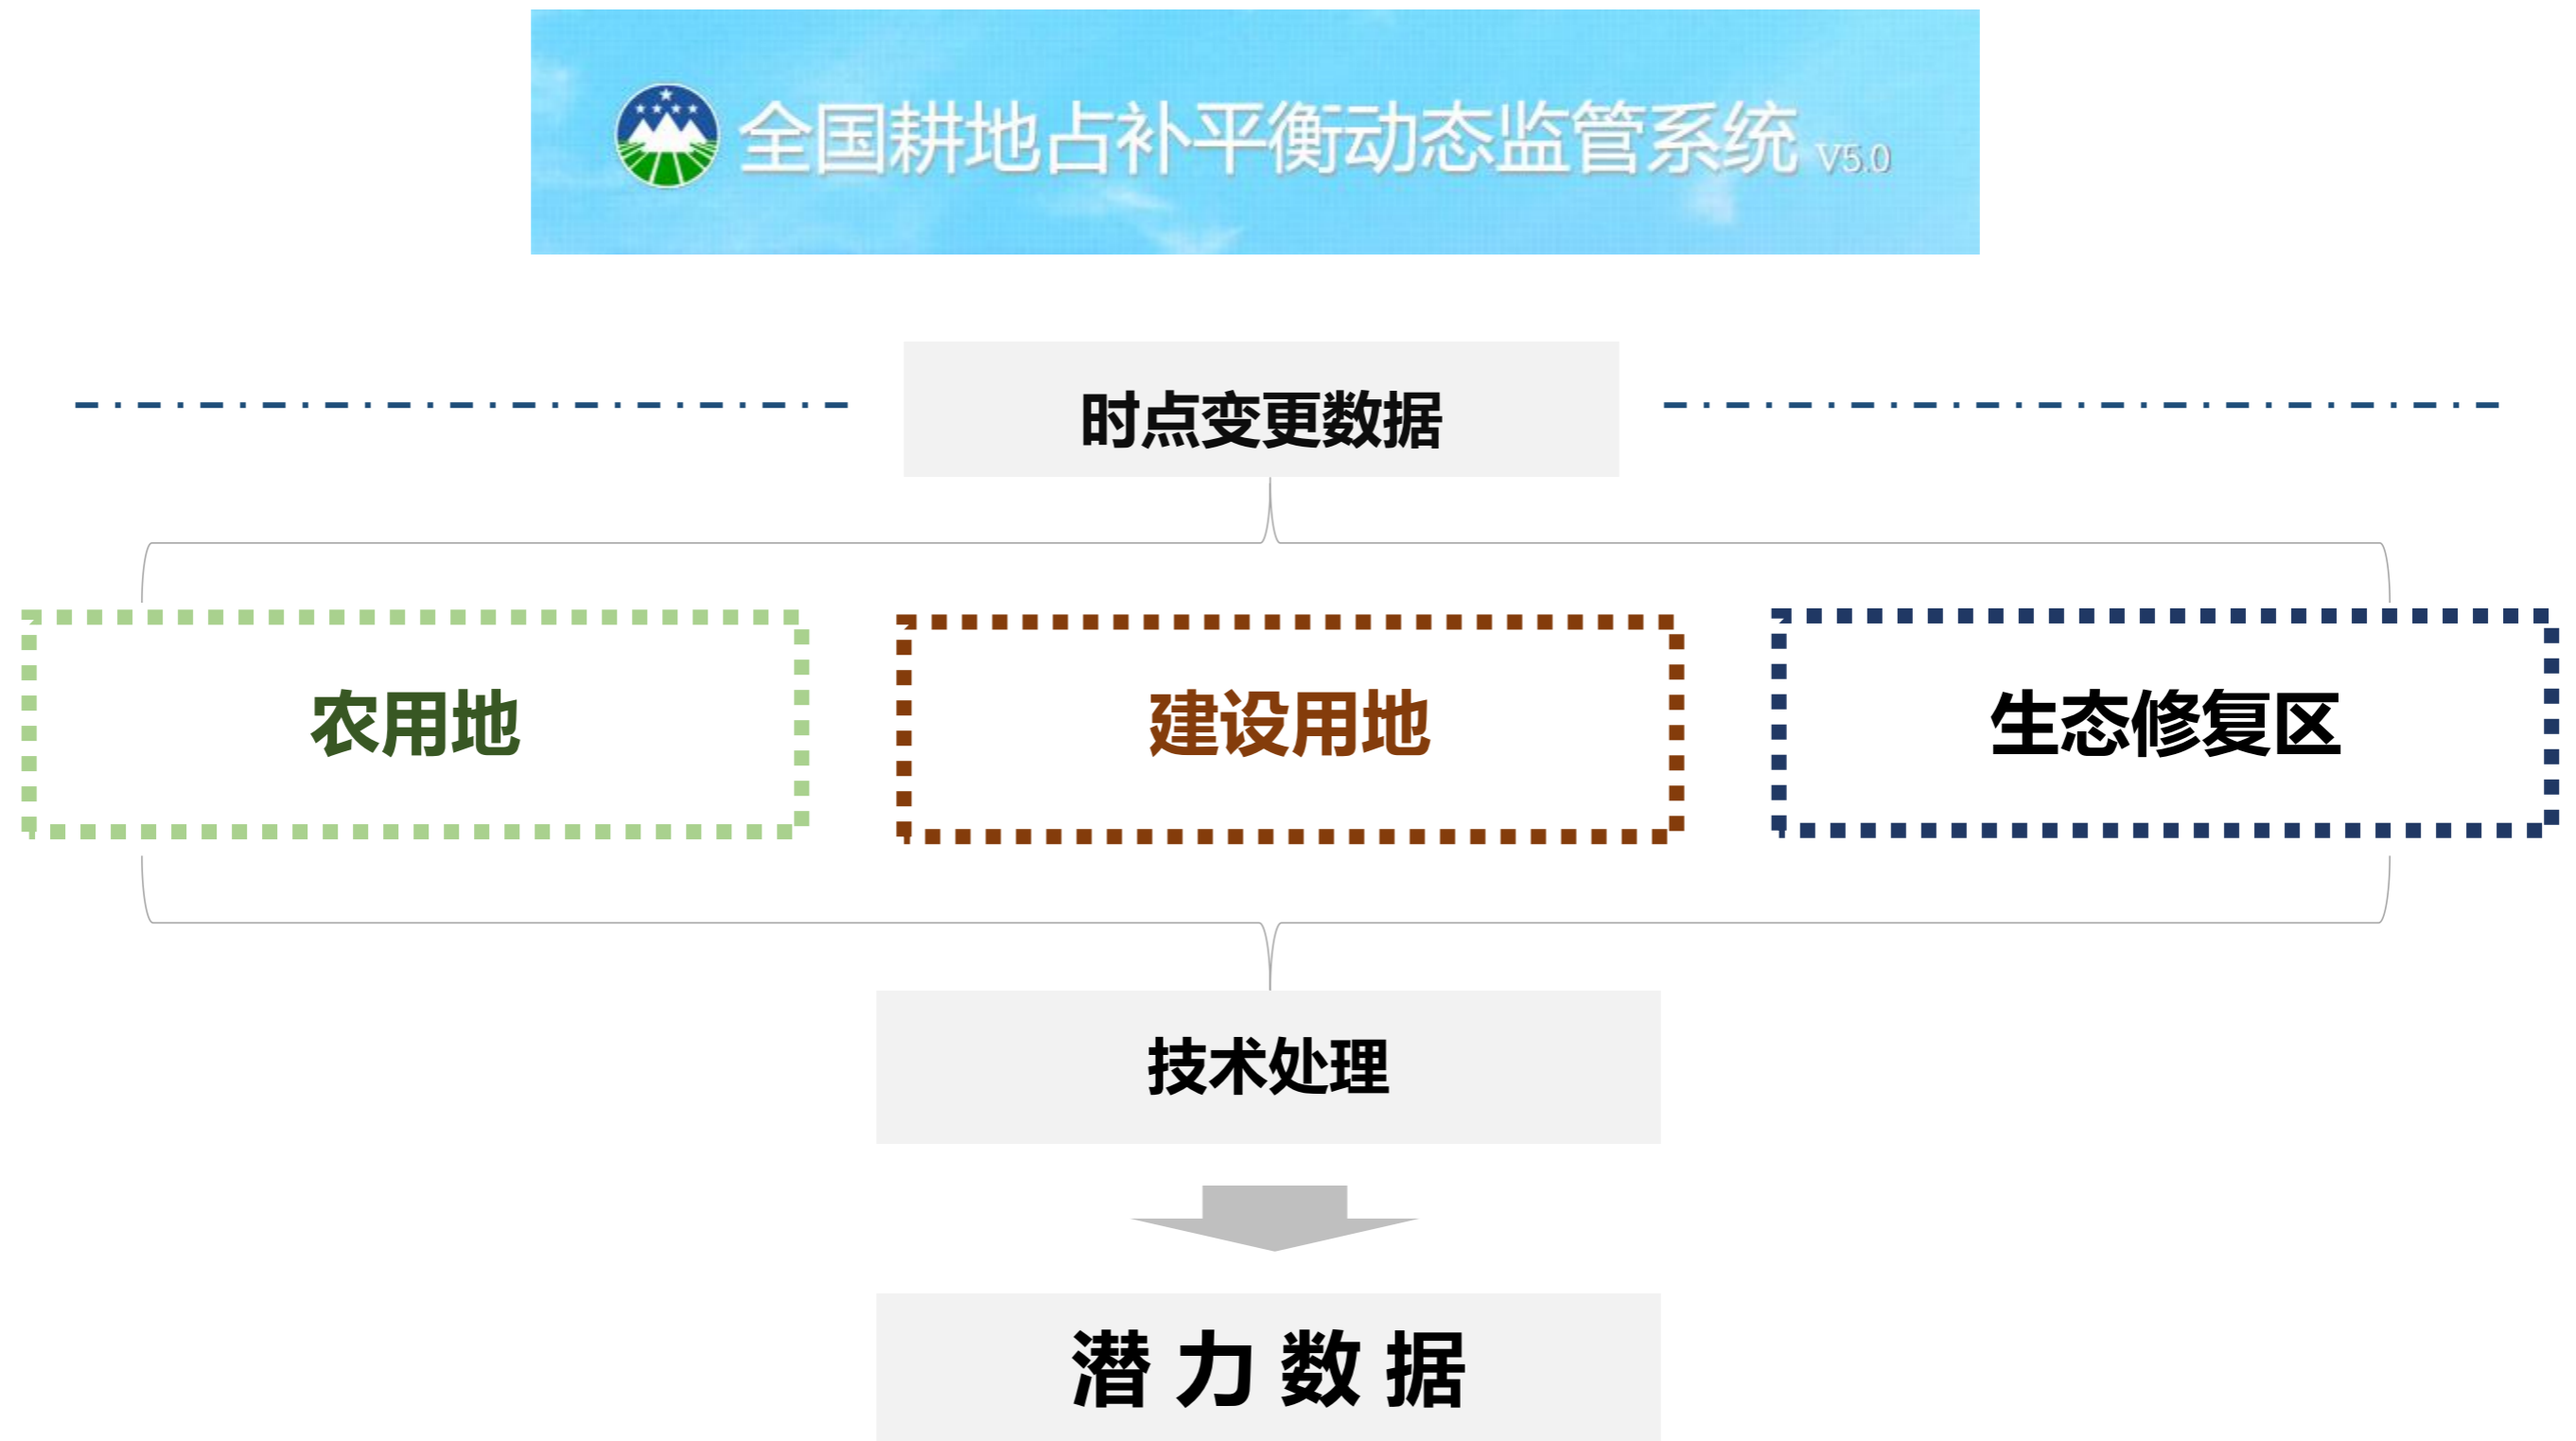 全国耕地占补平衡动态监管系统 V5.0
时点变更数据
农用地 建设用地 生态修复区
技术处理
潜力数据